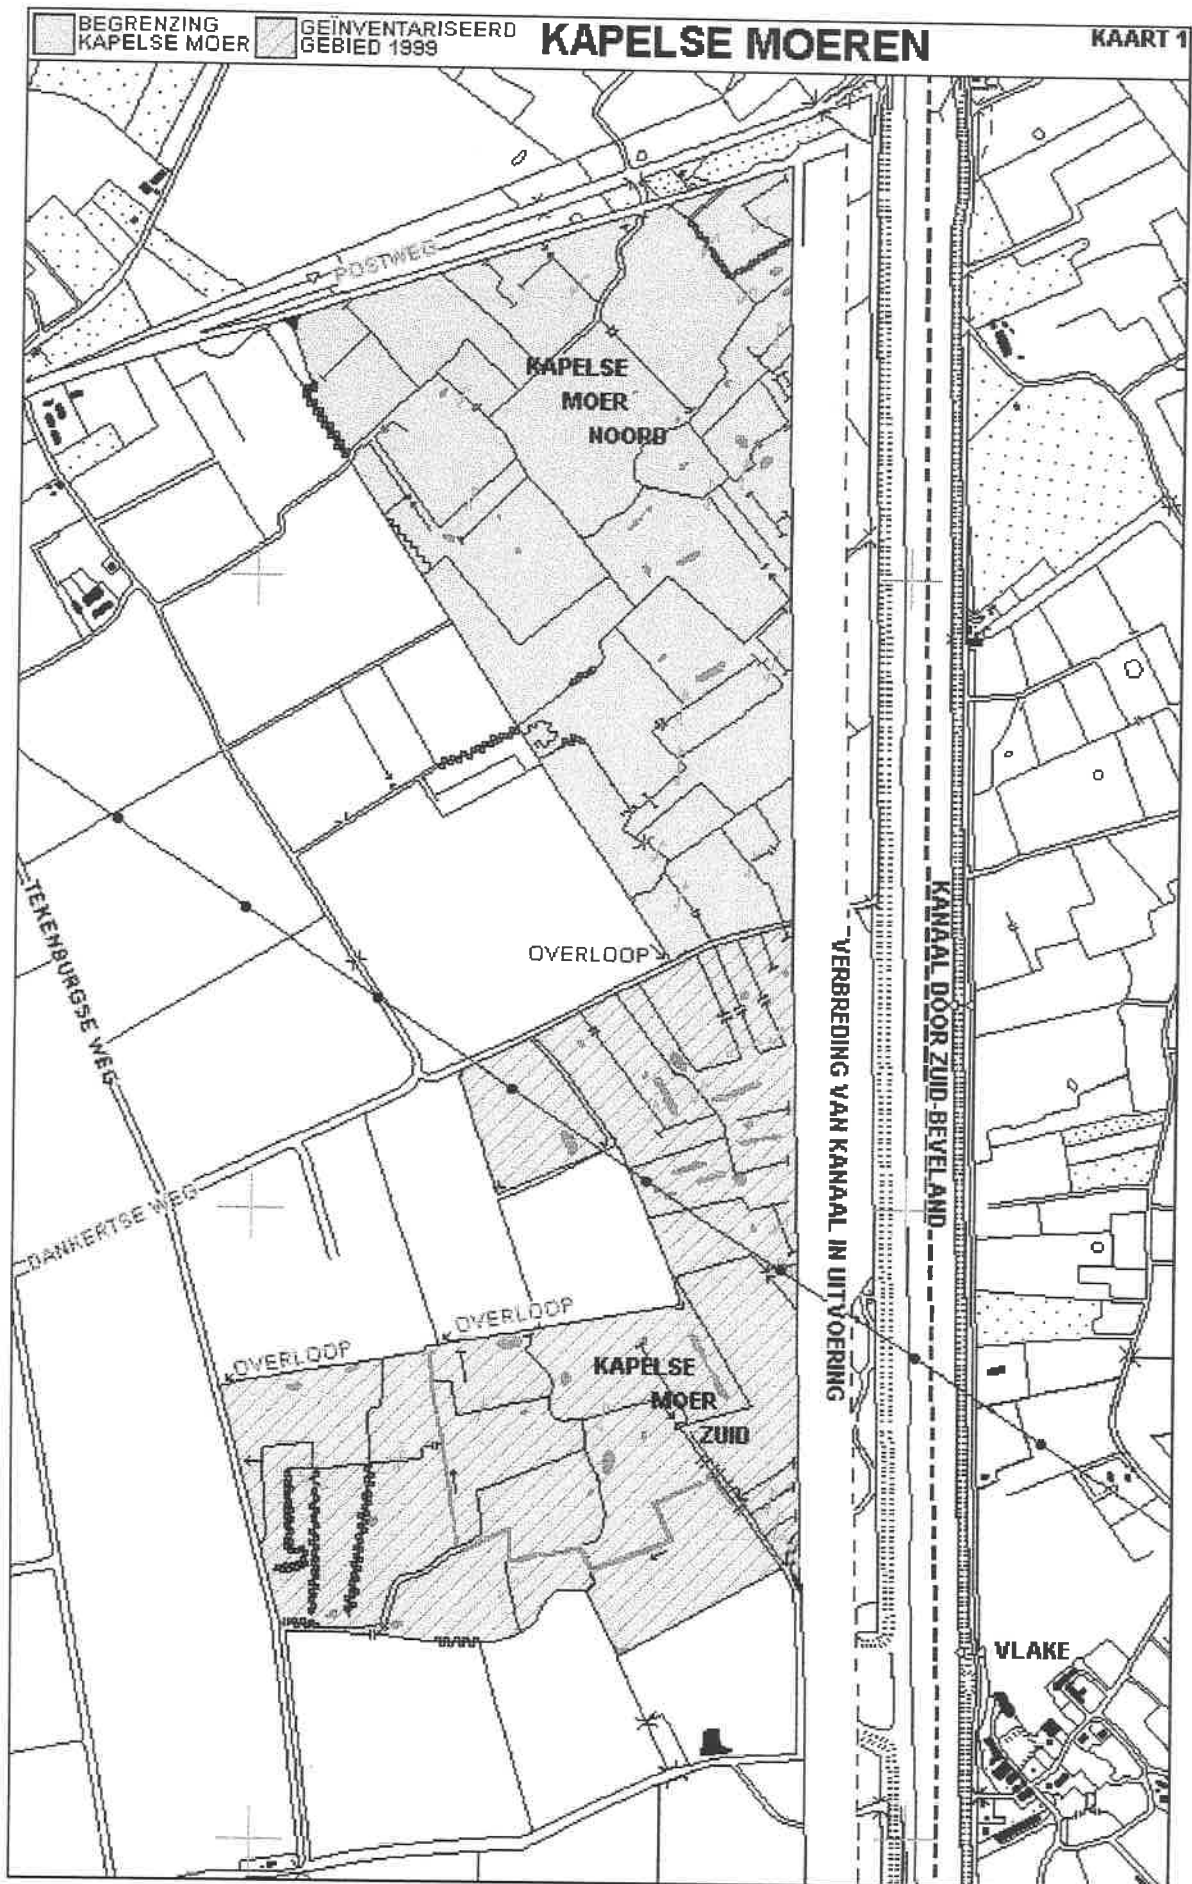 BEGRENZING
KAPELSE MOER
GEÏNVENTARISEERD
GEBIED 1999
KAPELSE MOEREN
KAART 1
POSTWEG
KAPELSE
MOER
NOORD
OVERLOOP
TEKENBURGSE WEG
KANAAL DOOR ZUID-BEVELAND
VERBREDING VAN KANAAL IN UITVOERING
DANKERTSE WEG
OVERLOOP
OVERLOOP
KAPELSE
MOER
ZUID
VLAKE